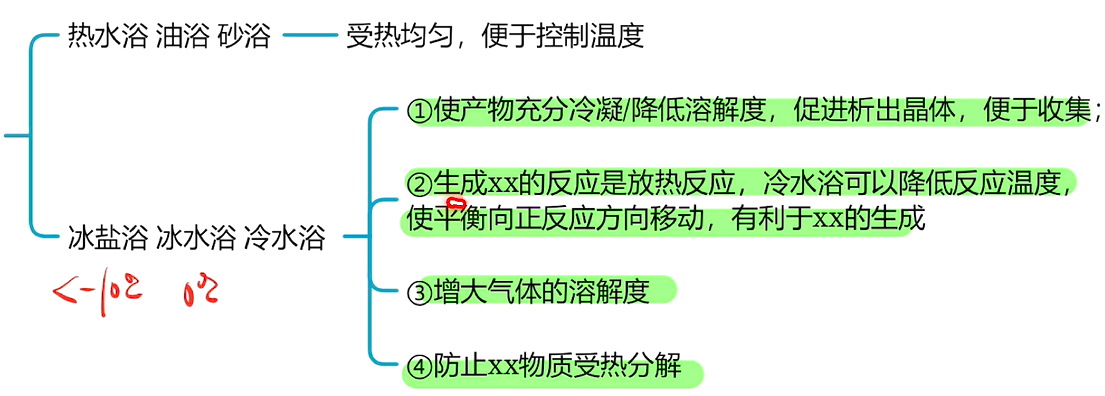 热水浴 油浴 砂浴
受热均匀，便于控制温度
①使产物充分冷凝/降低溶解度，促进析出晶体，便于收集；
②生成xx的反应是放热反应，冷水浴可以降低反应温度，
使平衡向正反应方向移动，有利于xx的生成
冰盐浴 冰水浴 冷水浴
<-10℃ 0℃
③增大气体的溶解度
④防止xx物质受热分解